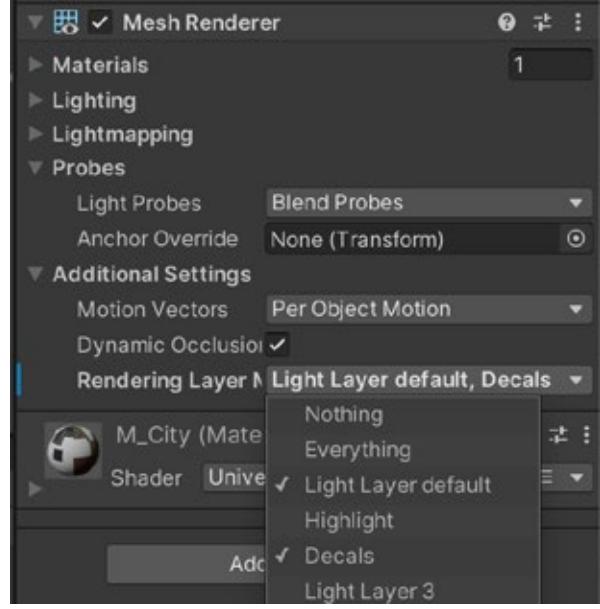 Mesh Renderer
Materials 1
Lighting
Lightmapping
Probes
Light Probes Blend Probes
Anchor Override None (Transform)
Additional Settings
Motion Vectors Per Object Motion
Dynamic Occlusion
Rendering Layer M Light Layer default, Decals
Nothing
M_City (Mate
Everything
Shader Unive
Light Layer default
Highlight
Decals
Add
Light Layer 3